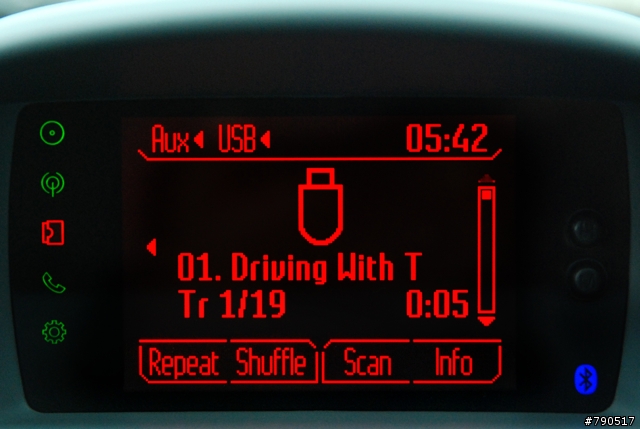 Aux USB 05:42
01. Driving With T
Tr 1/19 0:05
Repeat Shuffle Scan Info
#790517